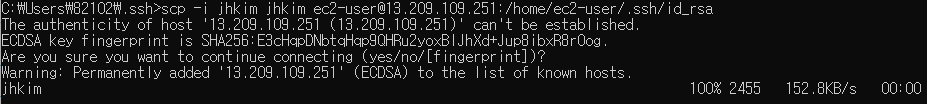 C:₩Users₩82102₩.ssh>scp -i jhkim jhkim ec2-user@13.209.109.251:/home/ec2-user/.ssh/id_rsa
The authenticity of host '13.209.109.251 (13.209.109.251)' can't be established.
ECDSA key fingerprint is SHA256:E3cHqpDNbtqHqp9OHRu2yoxBIJhXd+Jup8ibxR8rOog.
Are you sure you want to continue connecting (yes/no/[fingerprint])?
Warning: Permanently added '13.209.109.251' (ECDSA) to the list of known hosts.
jhkim 100% 2455 152.8KB/s 00:00